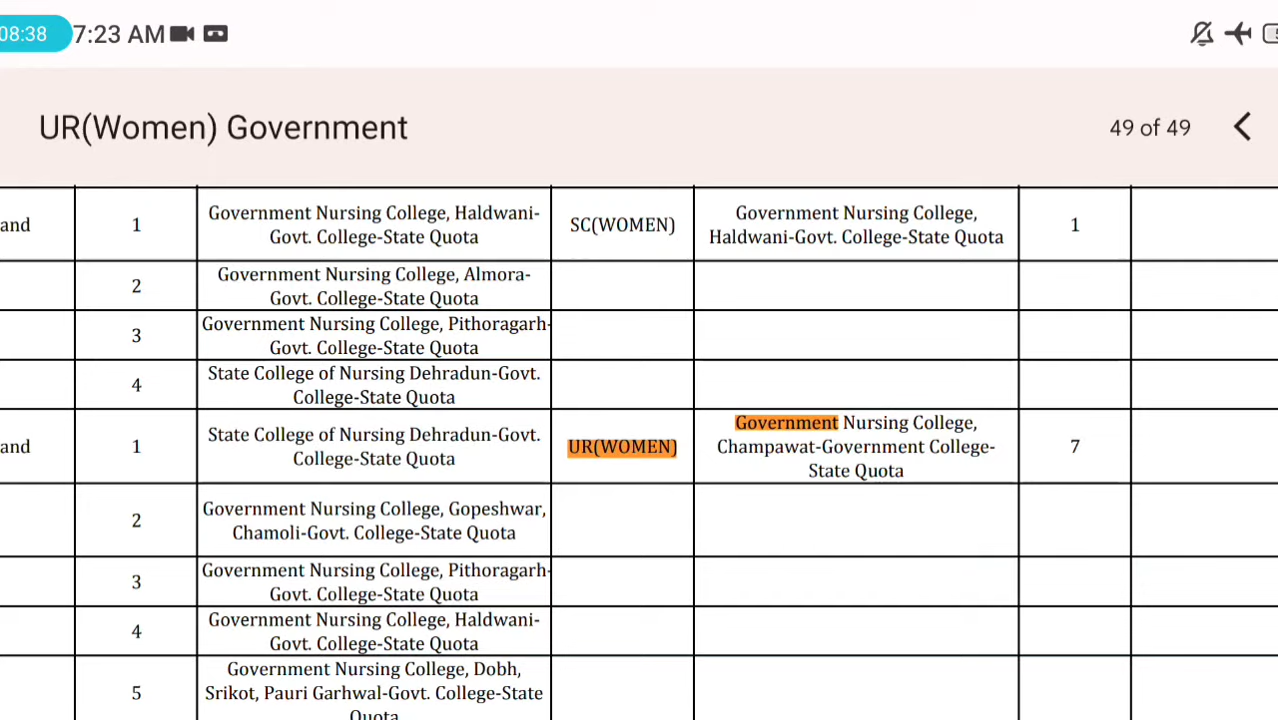 08:38 7:23 AM
UR(Women) Government 49 of 49
and 1 Government Nursing College, Haldwani-
Govt. College-State Quota SC(WOMEN) Government Nursing College,
Haldwani-Govt. College-State Quota 1
2 Government Nursing College, Almora-
Govt. College-State Quota
3 Government Nursing College, Pithoragarh-
Govt. College-State Quota
4 State College of Nursing Dehradun-Govt.
College-State Quota
and 1 State College of Nursing Dehradun-Govt.
College-State Quota UR(WOMEN) Government Nursing College,
Champawat-Government College-
State Quota 7
2 Government Nursing College, Gopeshwar,
Chamoli-Govt. College-State Quota
3 Government Nursing College, Pithoragarh-
Govt. College-State Quota
4 Government Nursing College, Haldwani-
Govt. College-State Quota
5 Government Nursing College, Dobh,
Srikot, Pauri Garhwal-Govt. College-State
Quota